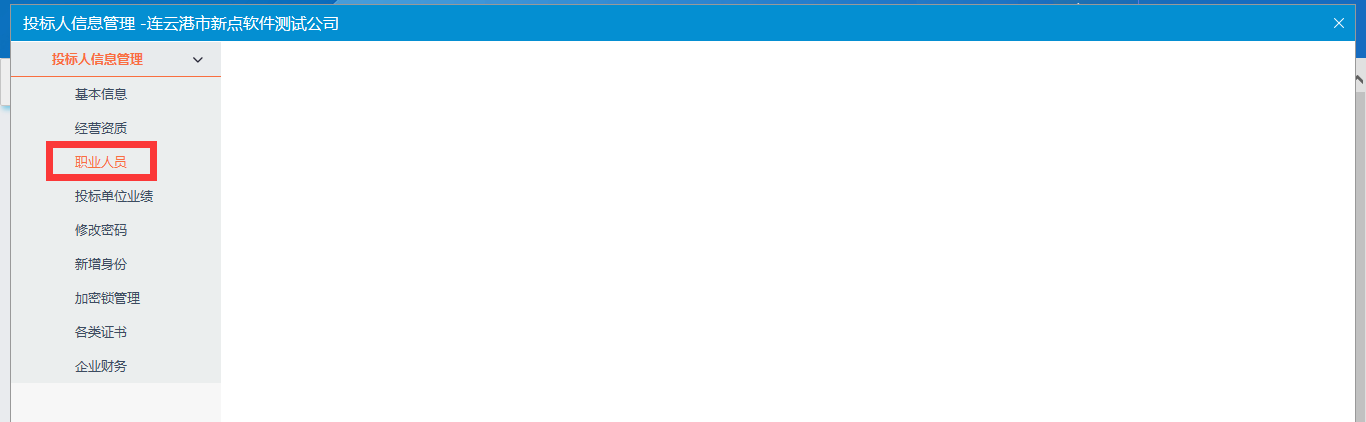 投标人信息管理 -连云港市新点软件测试公司
投标人信息管理
基本信息
经营资质
职业人员
投标单位业绩
修改密码
新增身份
加密锁管理
各类证书
企业财务